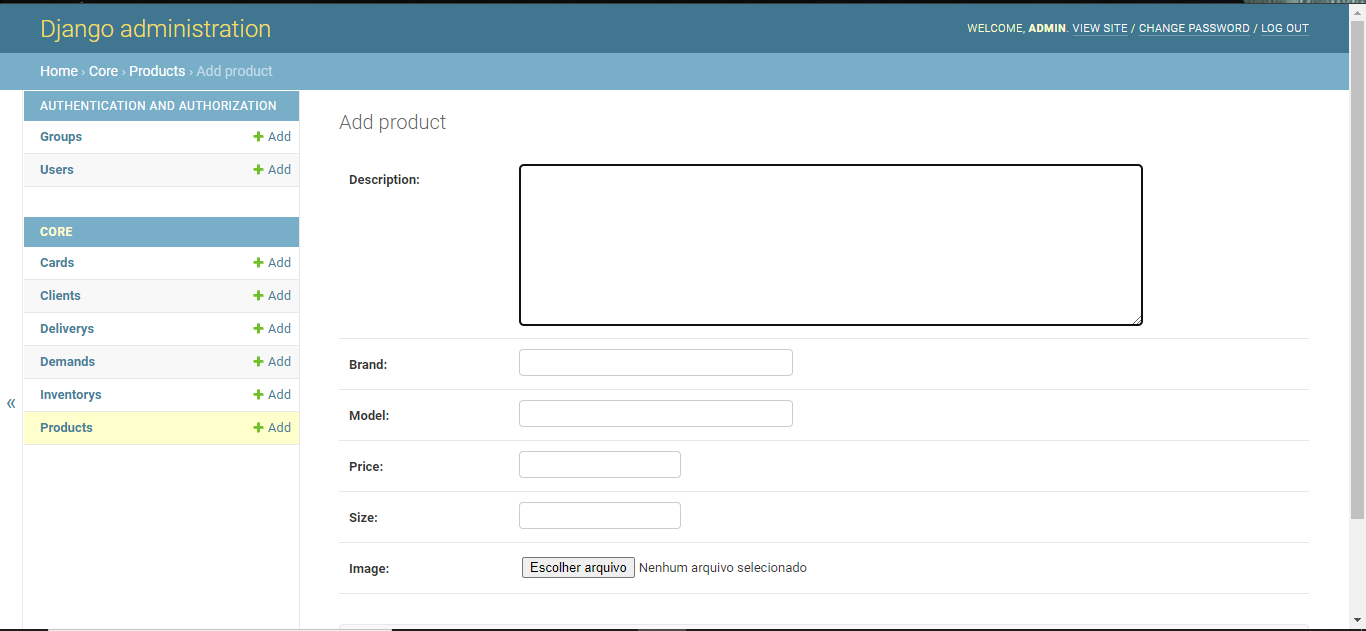 Django administration
WELCOME, ADMIN. VIEW SITE / CHANGE PASSWORD / LOG OUT
Home › Core › Products › Add product
AUTHENTICATION AND AUTHORIZATION
Groups + Add
Users + Add
CORE
Cards + Add
Clients + Add
Deliverys + Add
Demands + Add
Inventorys + Add
Products + Add
«
Add product
Description:
Brand:
Model:
Price:
Size:
Image: Escolher arquivo Nenhum arquivo selecionado